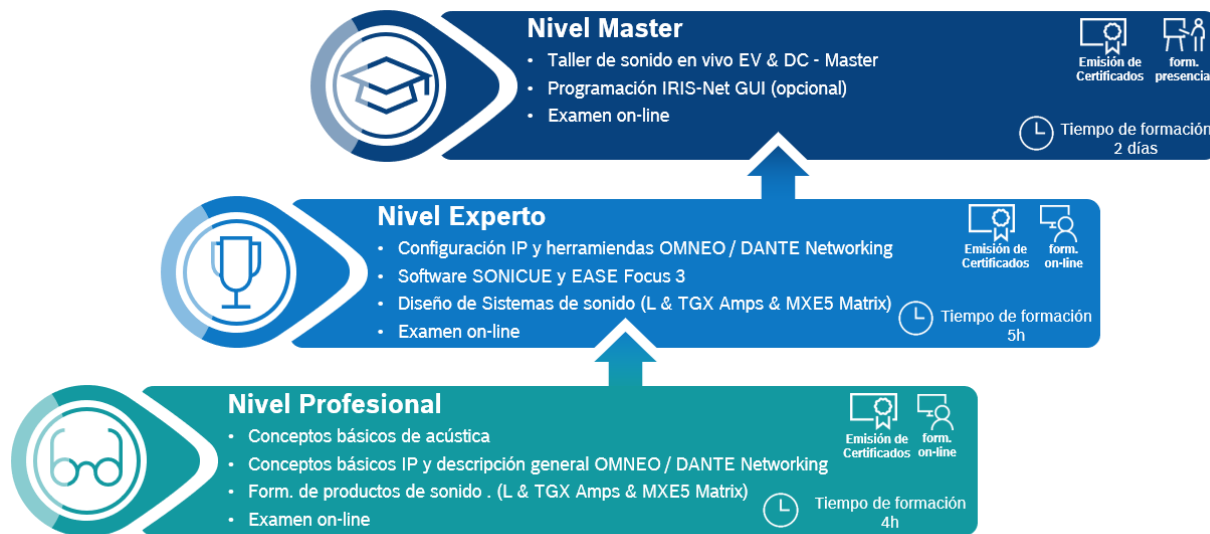 Nivel Master
• Taller de sonido en vivo EV & DC - Master
• Programación IRIS-Net GUI (opcional)
• Examen on-line
Emisión de
Certificados
form.
presencia
Tiempo de formación
2 días
Nivel Experto
• Configuración IP y herramiendas OMNEO / DANTE Networking
• Software SONICUE y EASE Focus 3
• Diseño de Sistemas de sonido (L & TGX Amps & MXE5 Matrix)
• Examen on-line
Emisión de
Certificados
form.
on-line
Tiempo de formación
5h
Nivel Profesional
• Conceptos básicos de acústica
• Conceptos básicos IP y descripción general OMNEO / DANTE Networking
• Form. de productos de sonido . (L & TGX Amps & MXE5 Matrix)
• Examen on-line
Emisión de
Certificados
form.
on-line
Tiempo de formación
4h